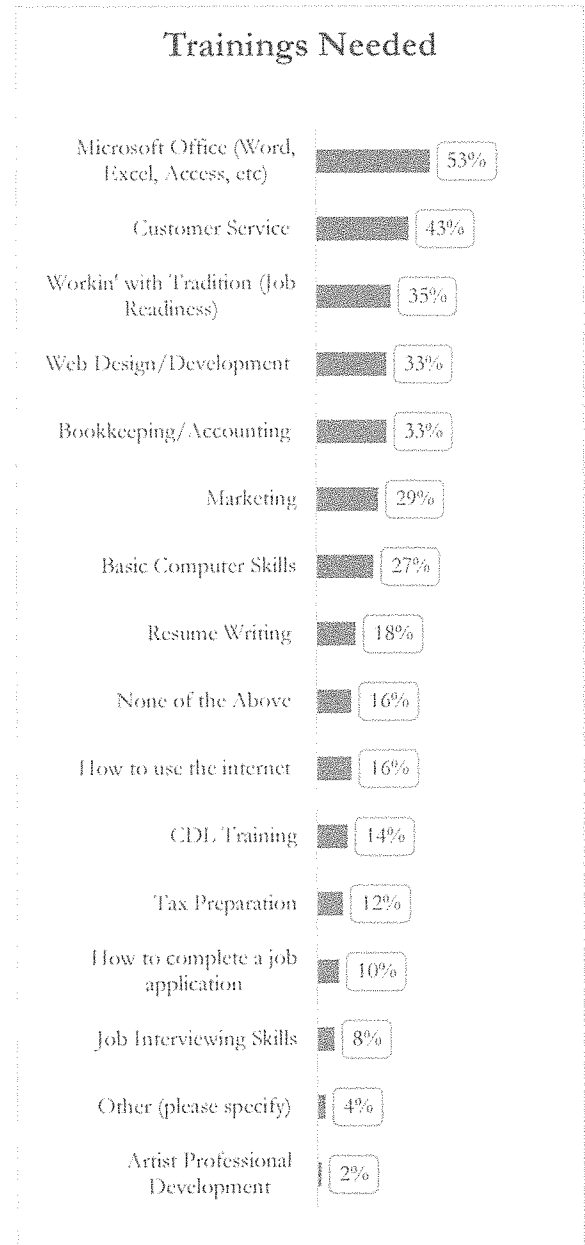 Trainings Needed
Microsoft Office (Word,
Excel, Access, etc)
53%
Customer Service
43%
Workin' with Tradition (Job
Readiness)
35%
Web Design/Development
33%
Bookkeeping/Accounting
33%
Marketing
29%
Basic Computer Skills
27%
Resume Writing
18%
None of the Above
16%
How to use the internet
16%
CDL Training
14%
Tax Preparation
12%
How to complete a job
application
10%
Job Interviewing Skills
8%
Other (please specify)
4%
Artist Professional
Development
2%